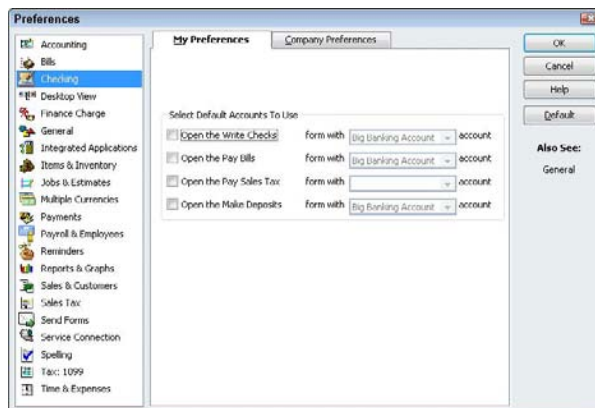 Preferences
Accounting
Bills
Checking
Desktop View
Finance Charge
General
Integrated Applications
Items & Inventory
Jobs & Estimates
Multiple Currencies
Payments
Payroll & Employees
Reminders
Reports & Graphs
Sales & Customers
Sales Tax
Send Forms
Service Connection
Spelling
Tax: 1099
Time & Expenses
My Preferences
Company Preferences
Select Default Accounts To Use
Open the Write Checks form with Big Banking Account account
Open the Pay Bills form with Big Banking Account account
Open the Pay Sales Tax form with account
Open the Make Deposits form with Big Banking Account account
OK
Cancel
Help
Default
Also See:
General